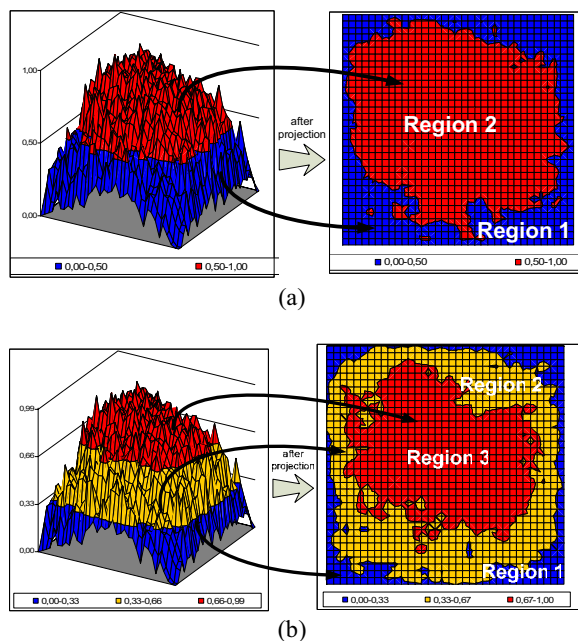 1,00
0,50
0,00
after
projection
Region 2
Region 1
0,00-0,50 0,50-1,00
0,00-0,50 0,50-1,00
(a)
0,99
0,66
0,33
0,00
after
projection
Region 2
Region 3
Region 1
0,00-0,33 0,33-0,66 0,66-0,99
0,00-0,33 0,33-0,67 0,67-1,00
(b)